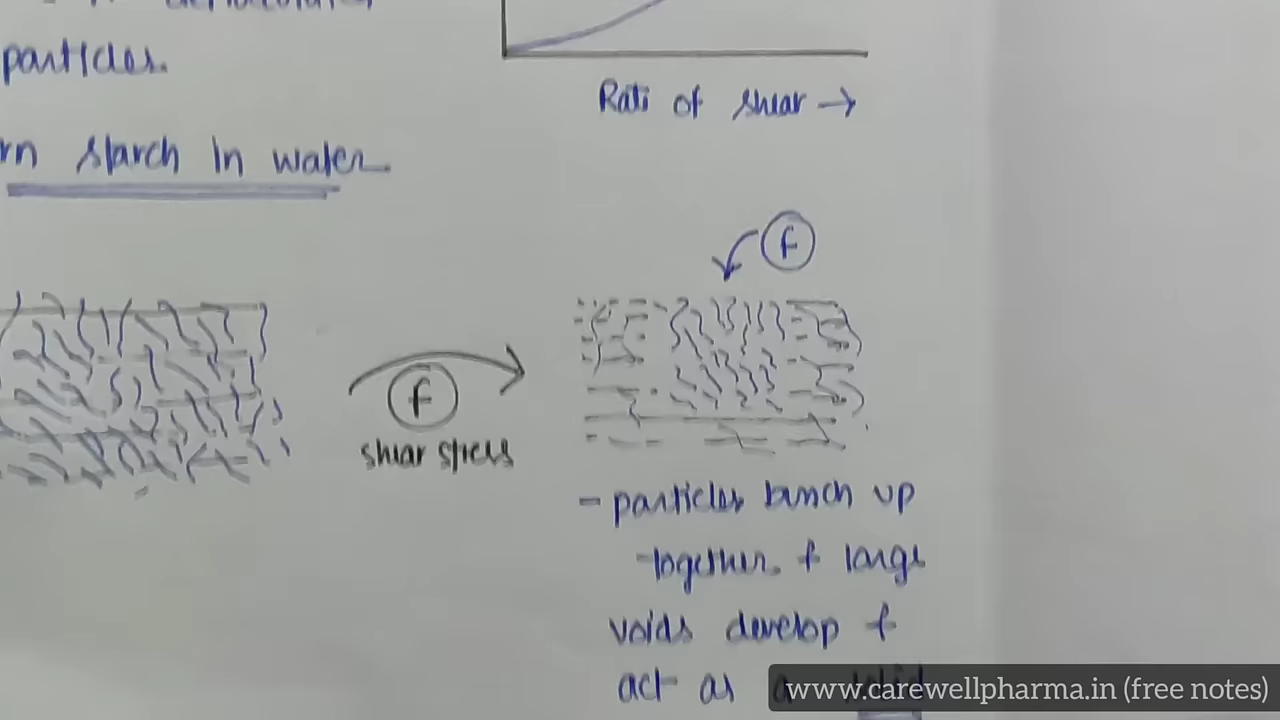 particles.
Rate of shear →
rn starch in water
F
F
shear stress
- particles bunch up
together. & large
voids develop &
act as a solid
www.carewellpharma.in (free notes)